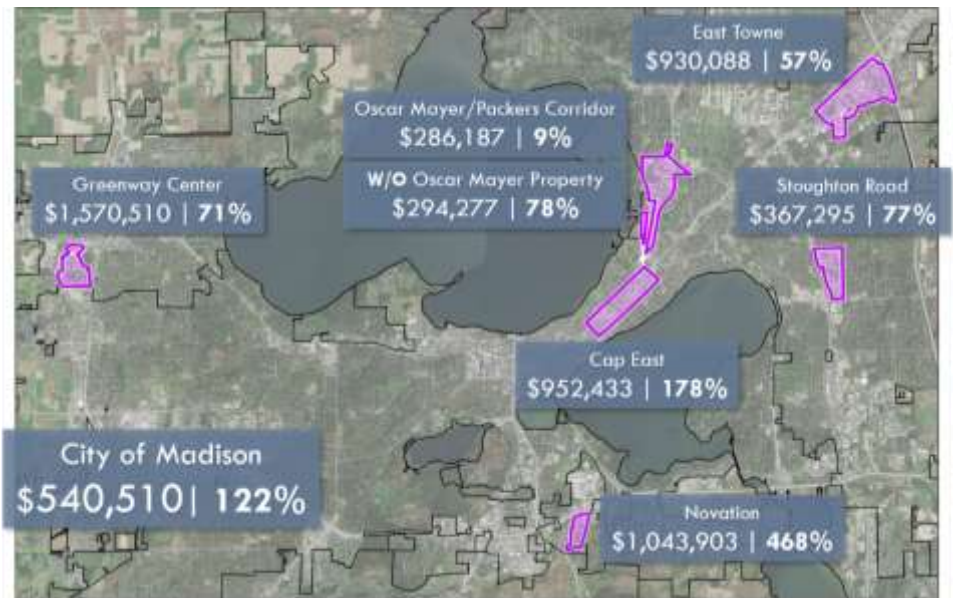 East Towne
$930,088 | 57%
Oscar Mayer/Packers Corridor
$286,187 | 9%
W/O Oscar Mayer Property
$294,277 | 78%
Greenway Center
$1,570,510 | 71%
Stoughton Road
$367,295 | 77%
Cap East
$952,433 | 178%
City of Madison
$540,510| 122%
Novation
$1,043,903 | 468%